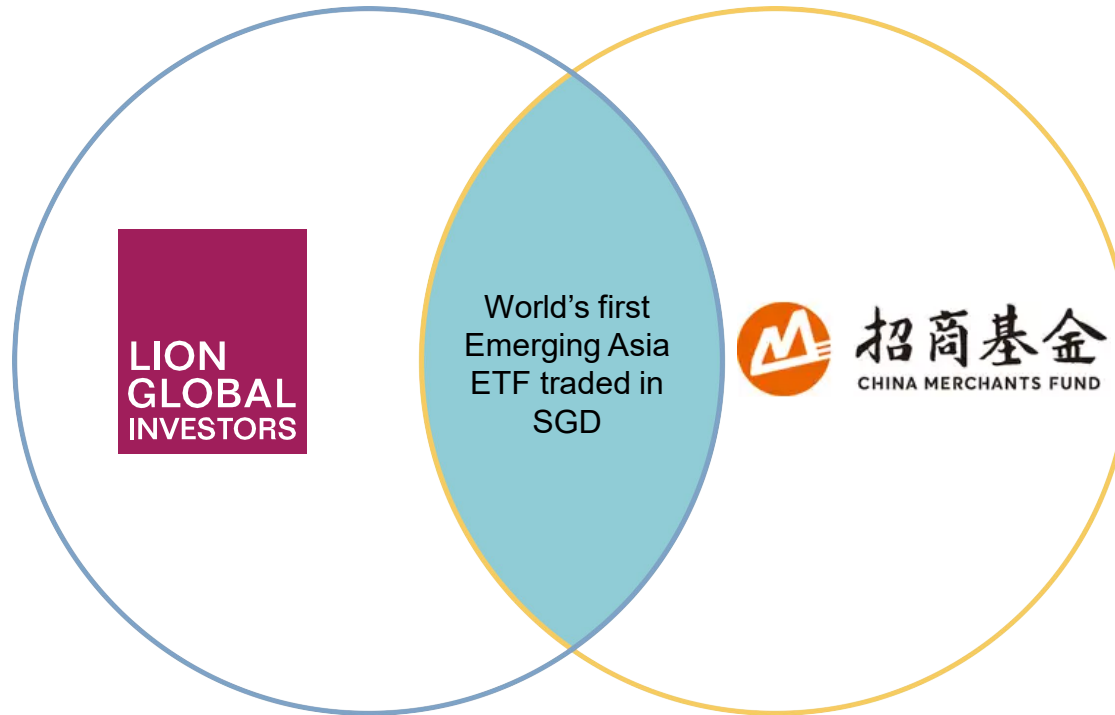 LION
GLOBAL
INVESTORS
World’s first
Emerging Asia
ETF traded in
SGD
招商基金
CHINA MERCHANTS FUND